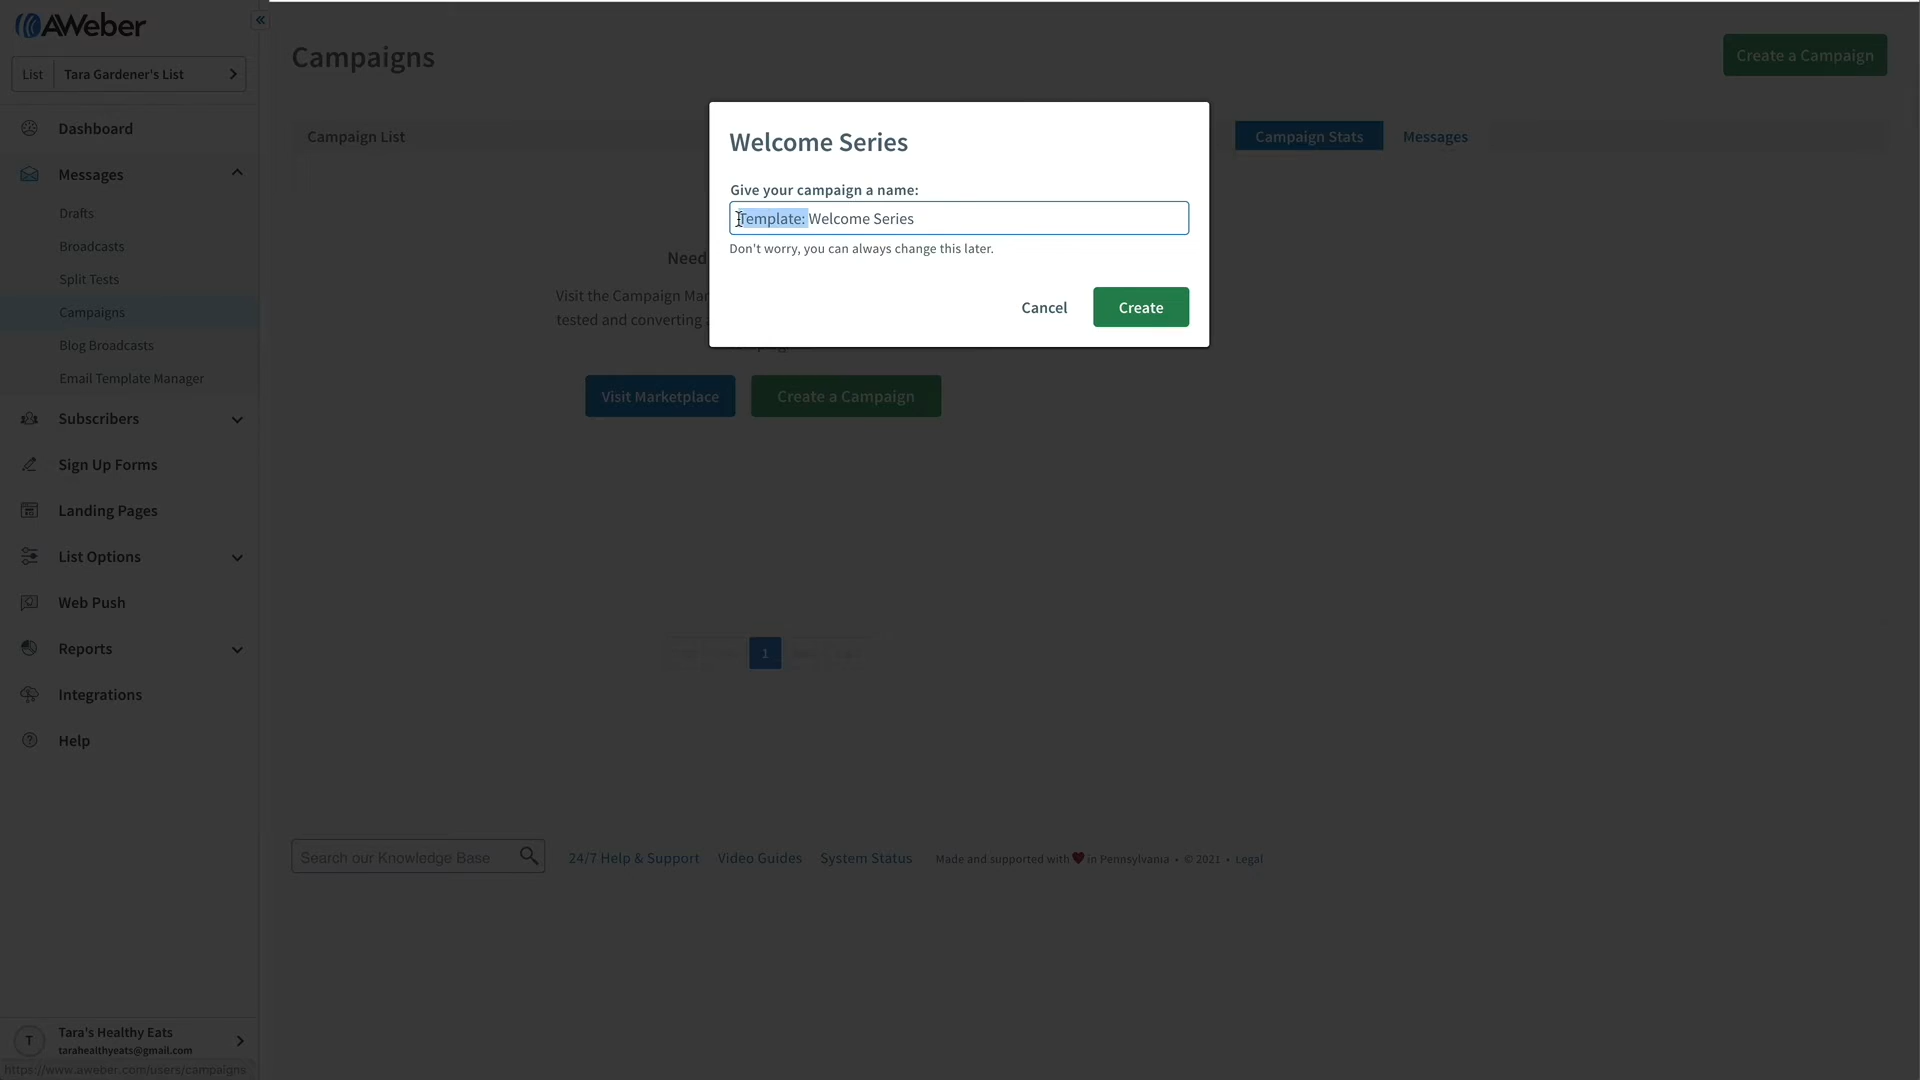 AWeber
List Tara Gardener's List
Dashboard
Messages
Drafts
Broadcasts
Split Tests
Campaigns
Blog Broadcasts
Email Template Manager
Subscribers
Sign Up Forms
Landing Pages
List Options
Web Push
Reports
Integrations
Help
T
Tara's Healthy Eats
tarahealthyeats@gmail.com
https://www.aweber.com/users/campaigns
Campaigns
Create a Campaign
Campaign List
Campaign Stats Messages
Welcome Series
Give your campaign a name:
Template: Welcome Series
Don't worry, you can always change this later.
Cancel Create
Need
Visit the Campaign Mar
tested and converting
Visit Marketplace Create a Campaign
1
Search our Knowledge Base 24/7 Help & Support Video Guides System Status Made and supported with ❤ in Pennsylvania • © 2021 • Legal